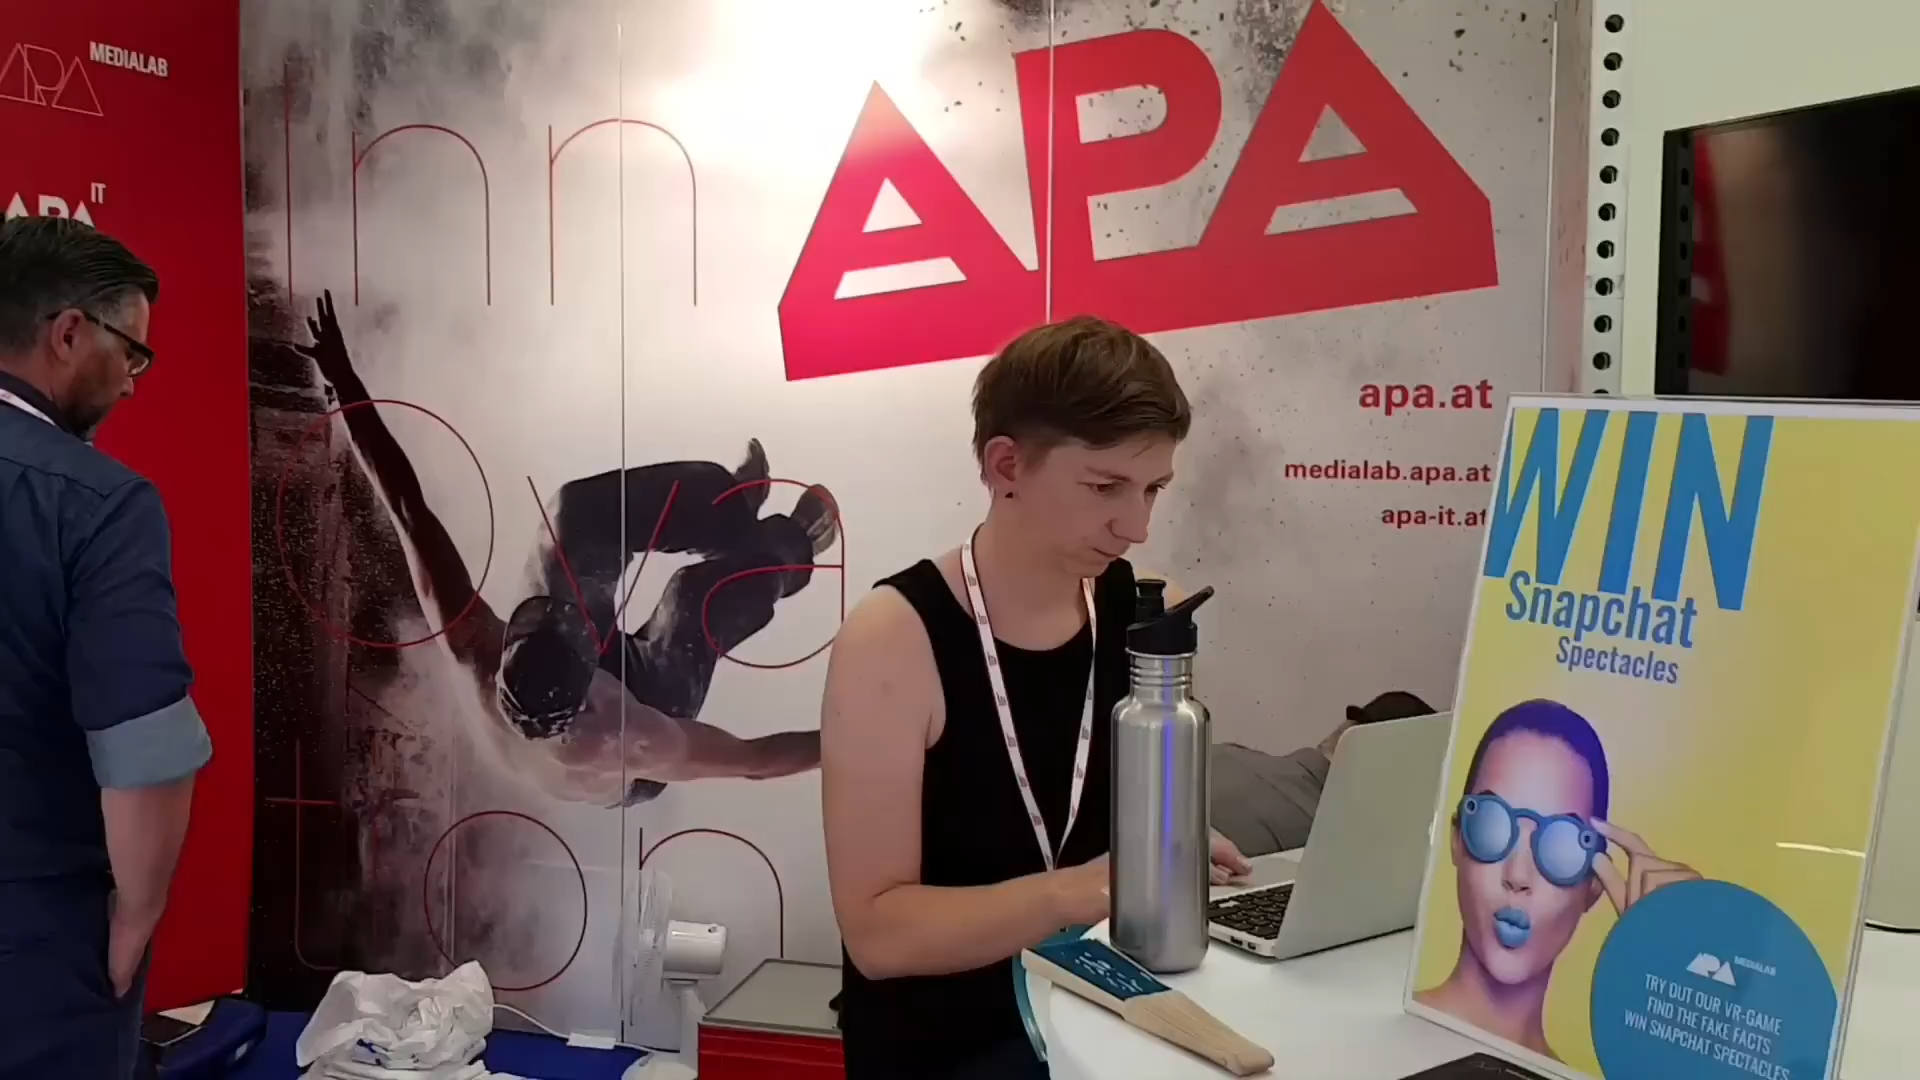 APA MEDIALAB
APA IT
Inn
ova
tion
APA
apa.at
medialab.apa.at
apa-it.at
WIN
Snapchat
Spectacles
APA MEDIALAB
TRY OUT OUR VR-GAME
FIND THE FAKE FACTS
WIN SNAPCHAT SPECTACLES